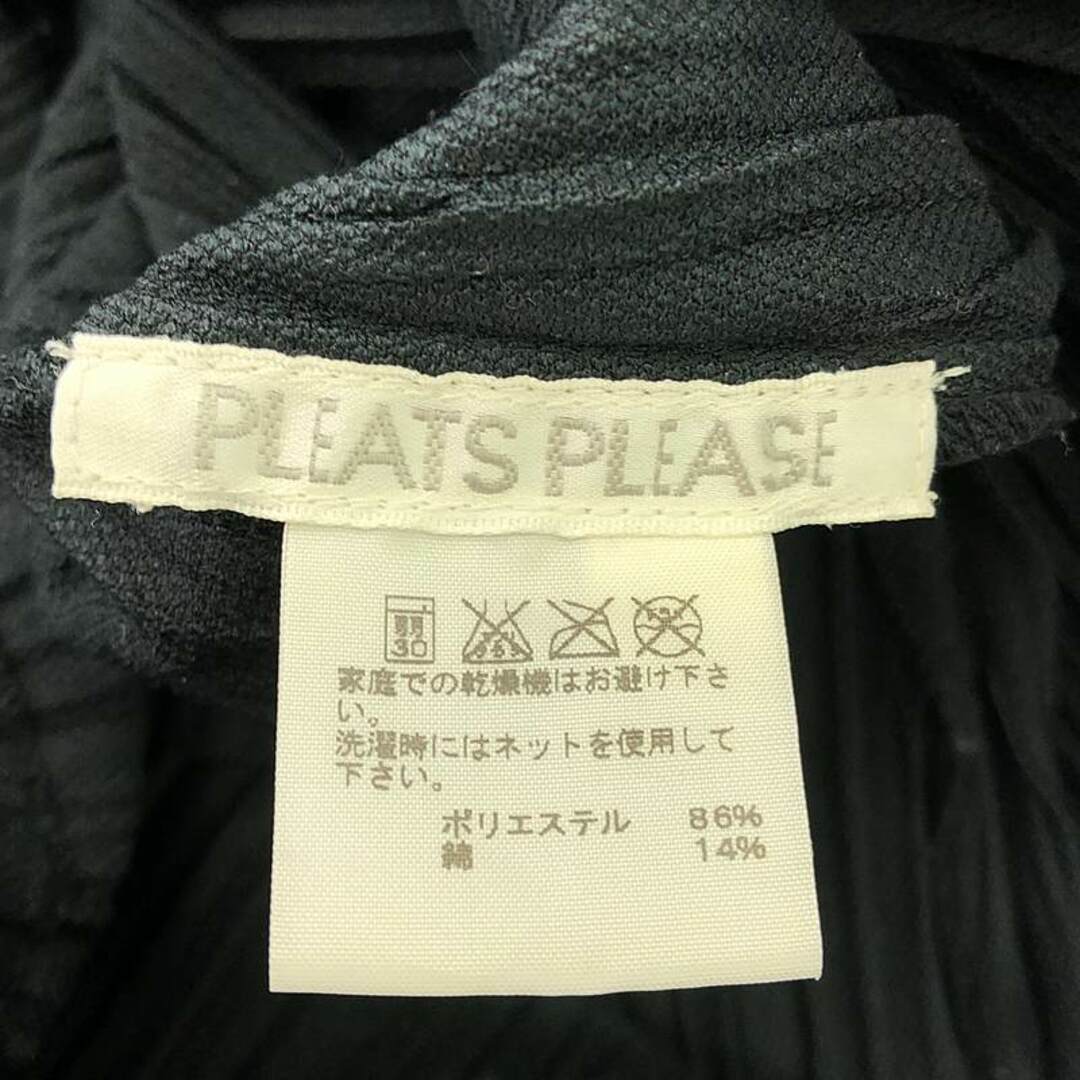 PLEATS PLEASE
弱
30
家庭での乾燥機はお避け下さ
い。
洗濯時にはネットを使用して
下さい。
ポリエステル 86%
綿 14%